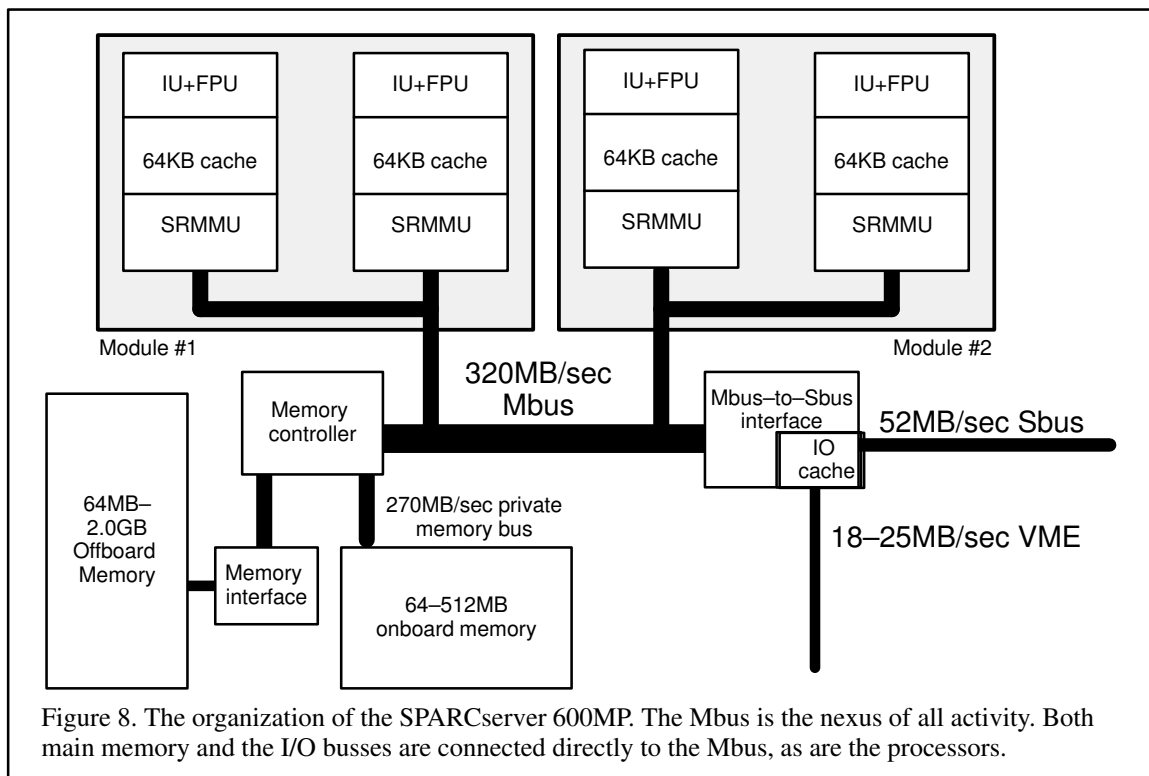 IU+FPU
64KB cache
SRMMU
IU+FPU
64KB cache
SRMMU
IU+FPU
64KB cache
SRMMU
IU+FPU
64KB cache
SRMMU
Module #1
Module #2
320MB/sec
Mbus
Memory
controller
Mbus–to–Sbus
interface
IO
cache
52MB/sec Sbus
18–25MB/sec VME
270MB/sec private
memory bus
64MB–
2.0GB
Offboard
Memory
Memory
interface
64–512MB
onboard memory
Figure 8. The organization of the SPARCserver 600MP. The Mbus is the nexus of all activity. Both
main memory and the I/O busses are connected directly to the Mbus, as are the processors.